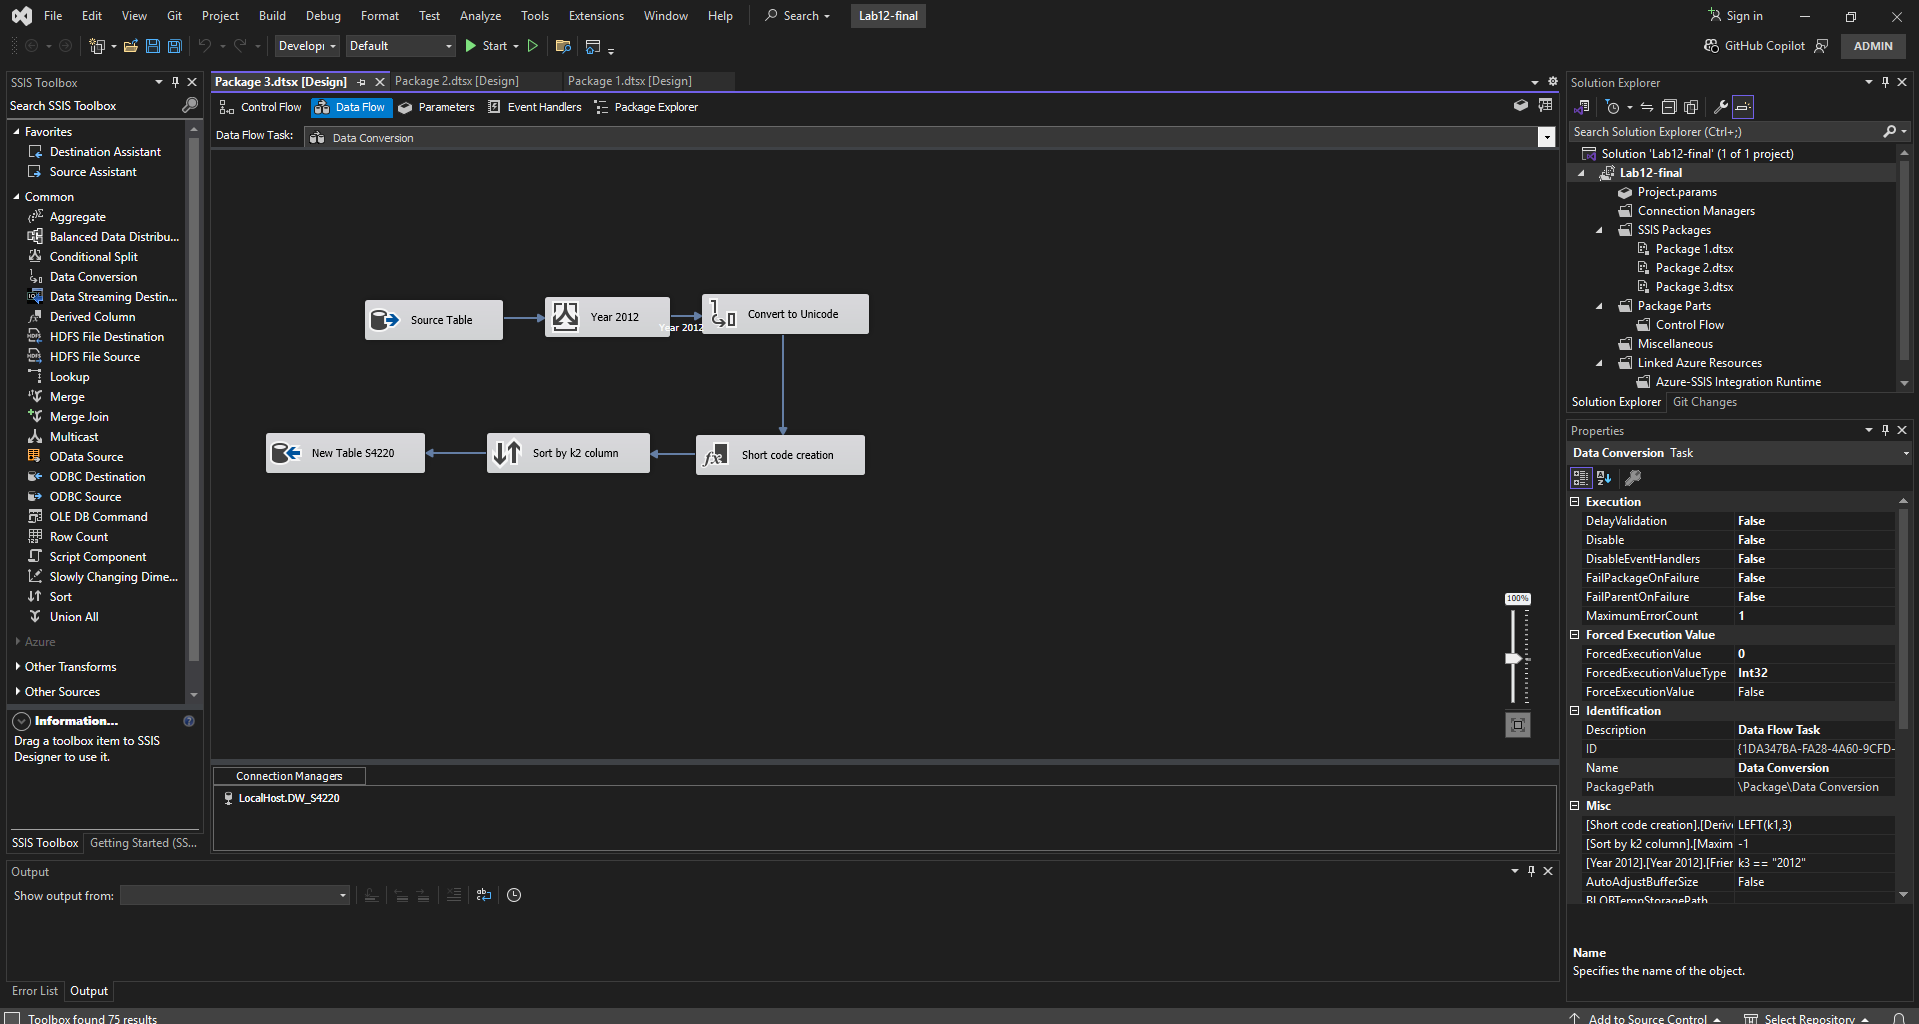 File Edit View Git Project Build Debug Format Test Analyze Tools Extensions Window Help Search Lab12-final Sign in
Developı Default Start GitHub Copilot ADMIN
SSIS Toolbox
Search SSIS Toolbox
Favorites
Destination Assistant
Source Assistant
Common
Aggregate
Balanced Data Distribu...
Conditional Split
Data Conversion
Data Streaming Destin...
Derived Column
HDFS File Destination
HDFS File Source
Lookup
Merge
Merge Join
Multicast
OData Source
ODBC Destination
ODBC Source
OLE DB Command
Row Count
Script Component
Slowly Changing Dime...
Sort
Union All
Azure
Other Transforms
Other Sources
Information...
Drag a toolbox item to SSIS
Designer to use it.
SSIS Toolbox Getting Started (SS...
Package 3.dtsx [Design] Package 2.dtsx [Design] Package 1.dtsx [Design]
Control Flow Data Flow Parameters Event Handlers Package Explorer
Data Flow Task: Data Conversion
Source Table
Year 2012
Year 2012
Convert to Unicode
New Table S4220
Sort by k2 column
Short code creation
100%
Connection Managers
LocalHost.DW_S4220
Output
Show output from:
Error List Output
Toolbox found 75 results
Solution Explorer
Search Solution Explorer (Ctrl+;)
Solution 'Lab12-final' (1 of 1 project)
Lab12-final
Project.params
Connection Managers
SSIS Packages
Package 1.dtsx
Package 2.dtsx
Package 3.dtsx
Package Parts
Control Flow
Miscellaneous
Linked Azure Resources
Azure-SSIS Integration Runtime
Solution Explorer Git Changes
Properties
Data Conversion Task
Execution
DelayValidation False
Disable False
DisableEventHandlers False
FailPackageOnFailure False
FailParentOnFailure False
MaximumErrorCount 1
Forced Execution Value
ForcedExecutionValue 0
ForcedExecutionValueType Int32
ForceExecutionValue False
Identification
Description Data Flow Task
ID {1DA347BA-FA28-4A60-9CFD-
Name Data Conversion
PackagePath \Package\Data Conversion
Misc
[Short code creation].[Derive LEFT(k1,3)
[Sort by k2 column].[Maxim -1
[Year 2012].[Year 2012].[Frien k3 == "2012"
AutoAdjustBufferSize False
BLOBTempStoragePath
Name
Specifies the name of the object.
Add to Source Control Select Repository